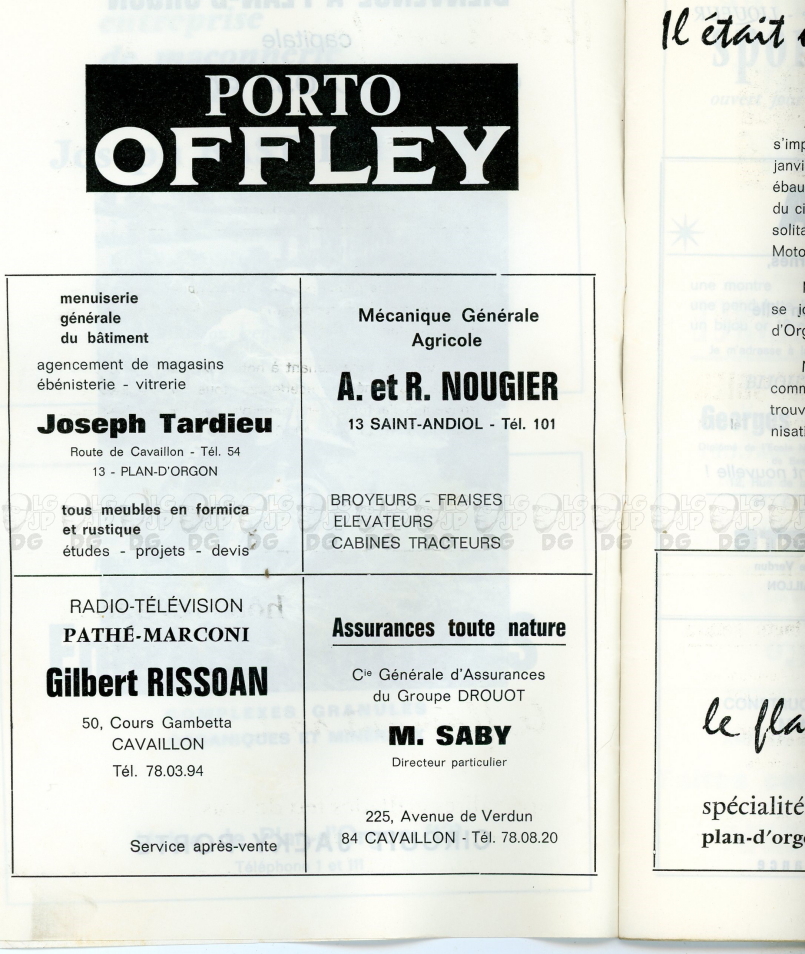 PORTO
OFFLEY
menuiserie
générale
du bâtiment
agencement de magasins
ébénisterie - vitrerie
Joseph Tardieu
Route de Cavaillon - Tél. 54
13 - PLAN-D'ORGON
tous meubles en formica
et rustique
études - projets - devis
Mécanique Générale
Agricole
A. et R. NOUGIER
13 SAINT-ANDIOL - Tél. 101
BROYEURS - FRAISES
ELEVATEURS
CABINES TRACTEURS
RADIO-TÉLÉVISION
PATHÉ-MARCONI
Gilbert RISSOAN
50, Cours Gambetta
CAVAILLON
Tél. 78.03.94
Service après-vente
Assurances toute nature
Cie Générale d'Assurances
du Groupe DROUOT
M. SABY
Directeur particulier
225, Avenue de Verdun
84 CAVAILLON - Tél. 78.08.20
Il était
s'imp
janvi
ébau
du ci
solita
Moto
se jo
d'Org
comm
trouv
nisati
le fla
spécialité
plan-d'orgo